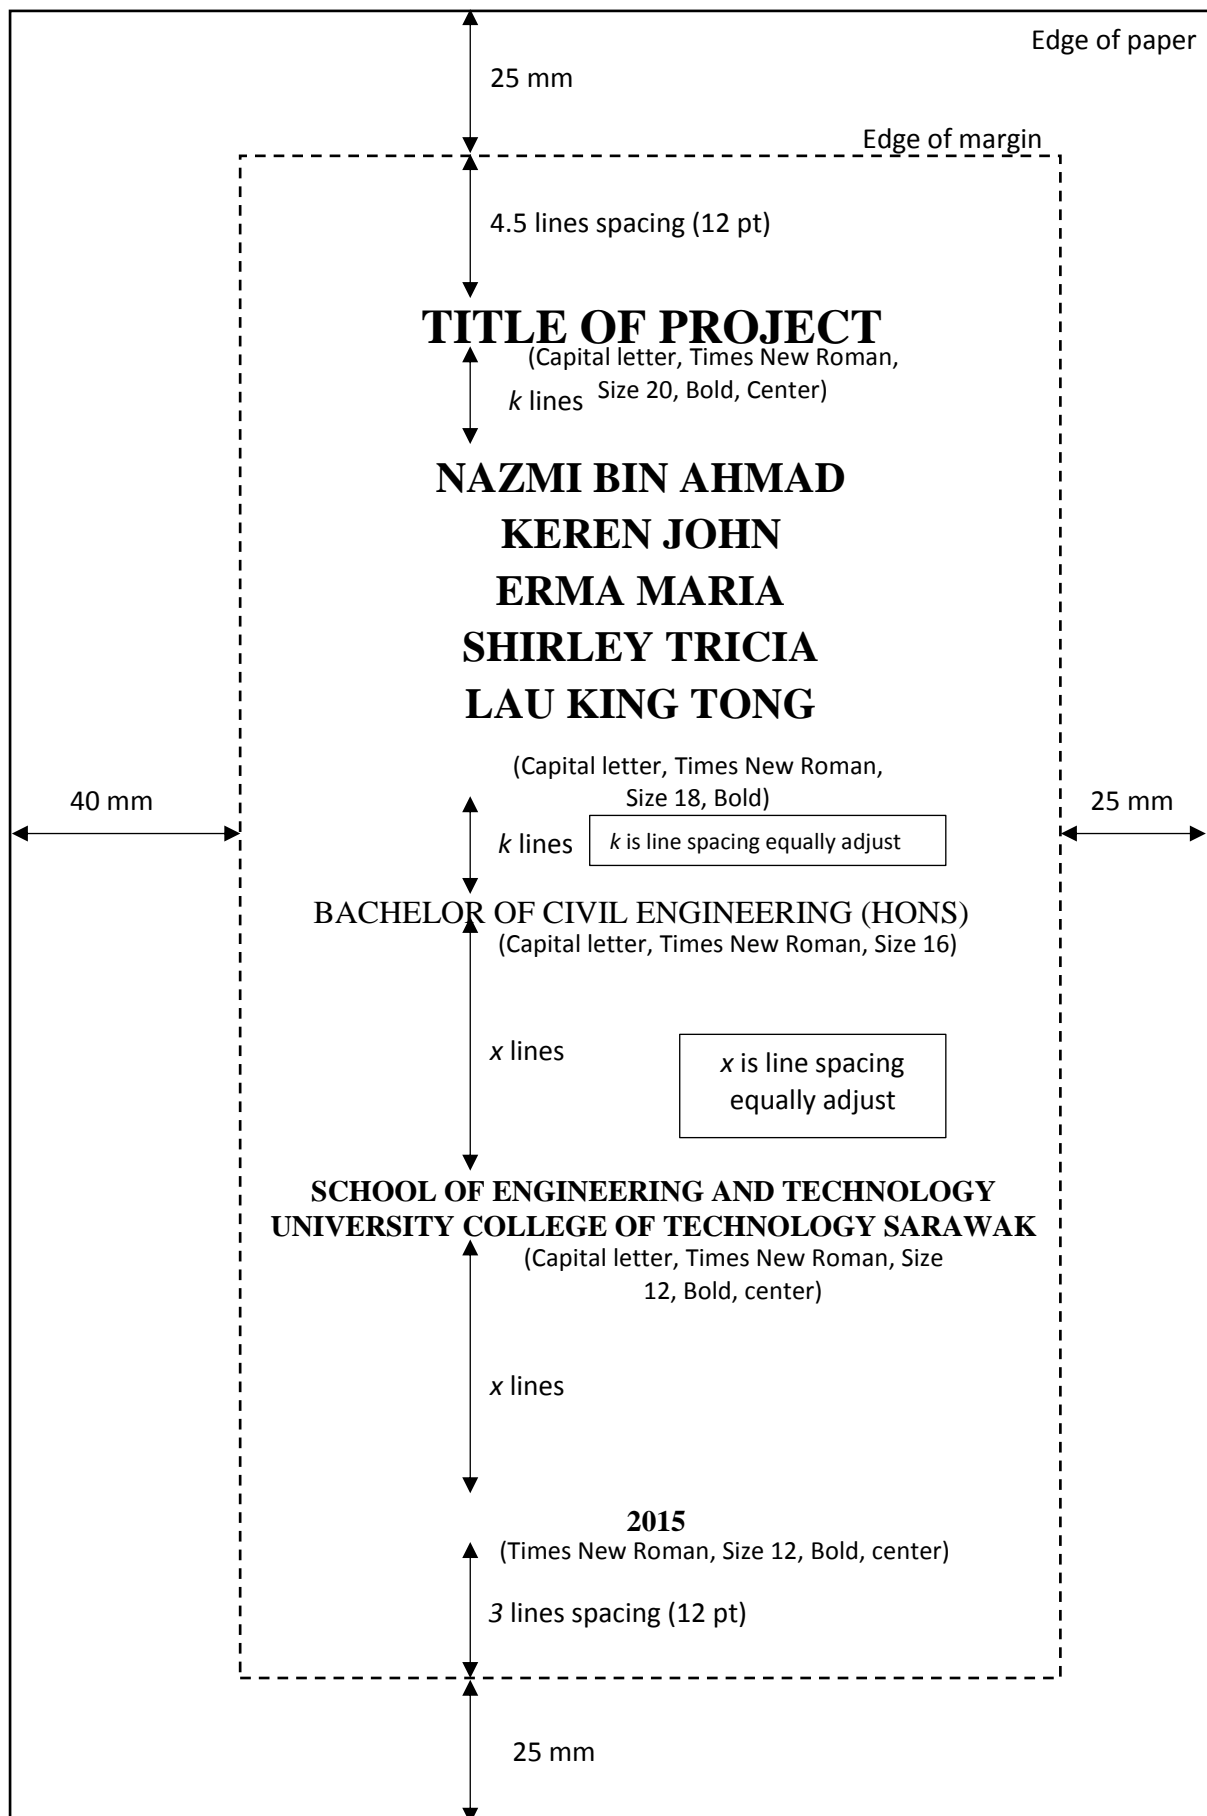 Edge of paper
25 mm
Edge of margin
4.5 lines spacing (12 pt)
TITLE OF PROJECT
(Capital letter, Times New Roman,
Size 20, Bold, Center)
k lines
NAZMI BIN AHMAD
KEREN JOHN
ERMA MARIA
SHIRLEY TRICIA
LAU KING TONG
(Capital letter, Times New Roman,
Size 18, Bold)
40 mm
25 mm
k lines
k is line spacing equally adjust
BACHELOR OF CIVIL ENGINEERING (HONS)
(Capital letter, Times New Roman, Size 16)
x lines
x is line spacing
equally adjust
SCHOOL OF ENGINEERING AND TECHNOLOGY
UNIVERSITY COLLEGE OF TECHNOLOGY SARAWAK
(Capital letter, Times New Roman, Size
12, Bold, center)
x lines
2015
(Times New Roman, Size 12, Bold, center)
3 lines spacing (12 pt)
25 mm